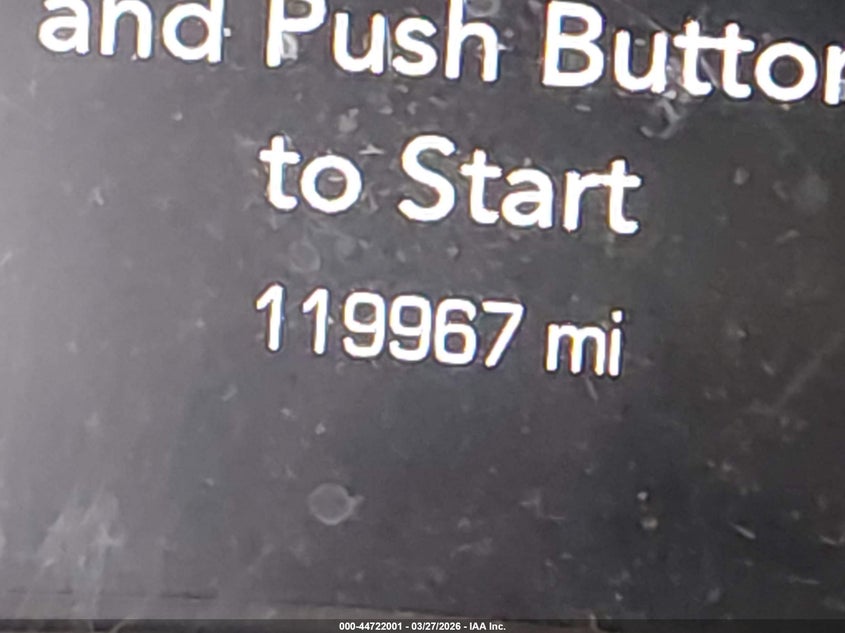 and Push Button
to Start
119967 mi
000-44722001 - 03/27/2026 - IAA Inc.